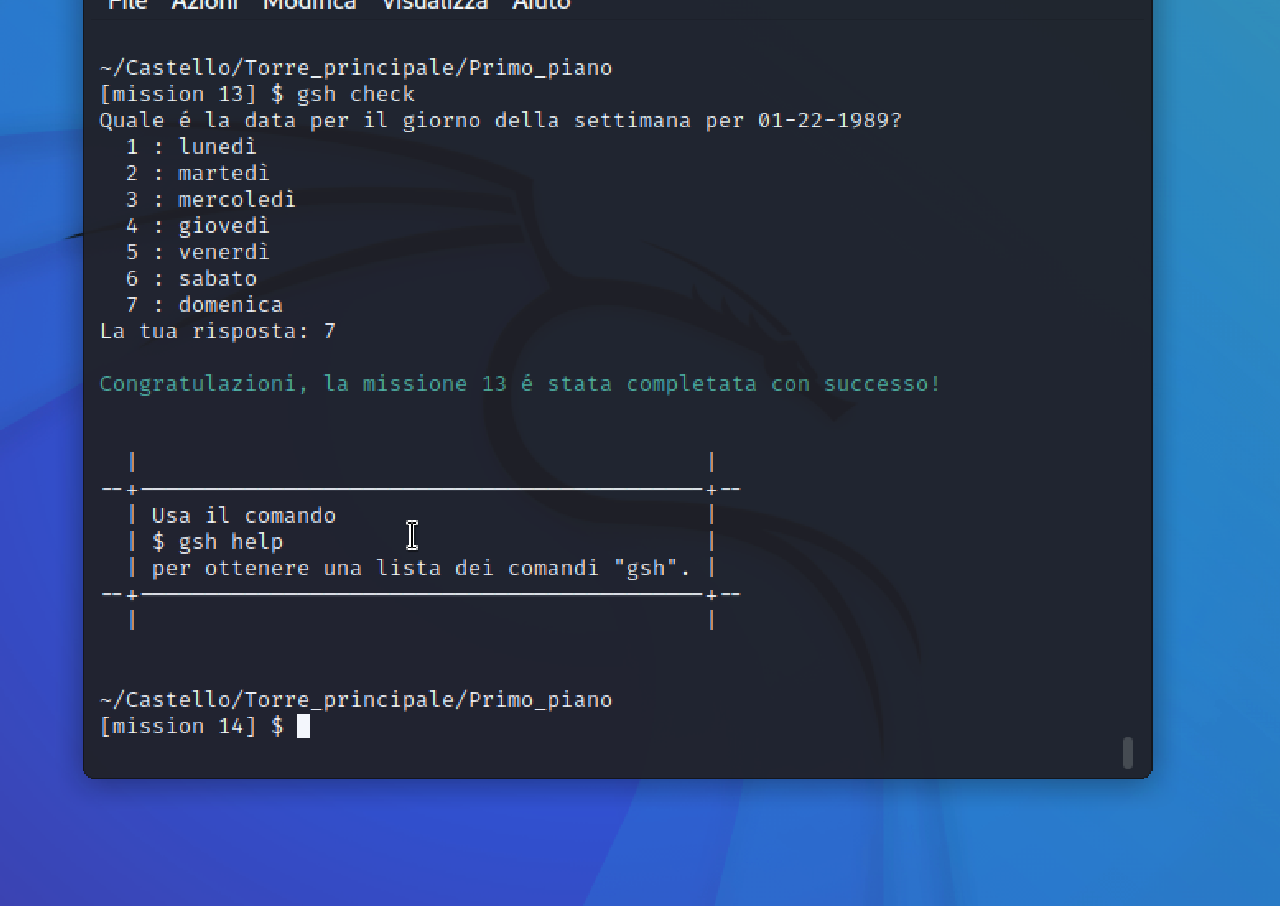 File Azioni Modifica Visualizza Aiuto
~/Castello/Torre_principale/Primo_piano
[mission 13] $ gsh check
Quale é la data per il giorno della settimana per 01-22-1989?
1 : lunedì
2 : martedì
3 : mercoledì
4 : giovedì
5 : venerdì
6 : sabato
7 : domenica
La tua risposta: 7
Congratulazioni, la missione 13 é stata completata con successo!
| |
--+————————————————+--
| Usa il comando |
| $ gsh help |
| per ottenere una lista dei comandi "gsh". |
--+————————————————+--
| |
~/Castello/Torre_principale/Primo_piano
[mission 14] $